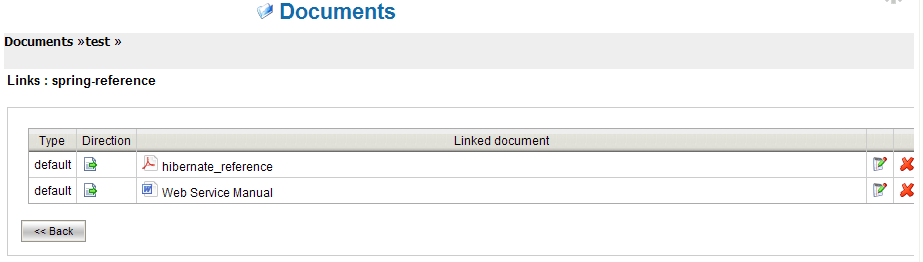 Documents
Documents »test »
Links : spring-reference
Type Direction Linked document
default hibernate_reference
default Web Service Manual
<< Back